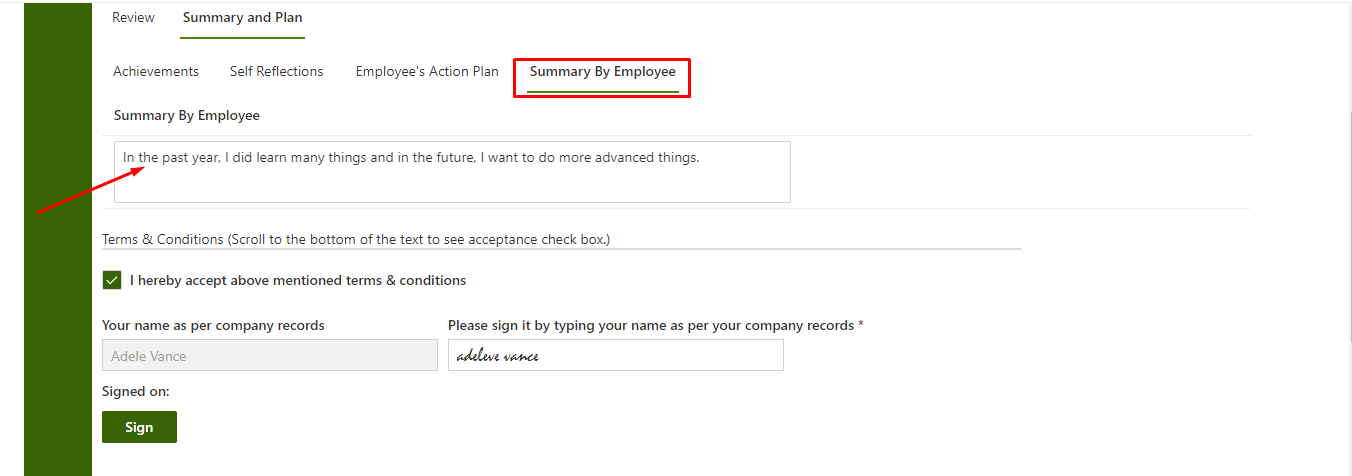 Review Summary and Plan
Achievements Self Reflections Employee's Action Plan Summary By Employee
Summary By Employee
In the past year, I did learn many things and in the future, I want to do more advanced things.
Terms & Conditions (Scroll to the bottom of the text to see acceptance check box.)
I hereby accept above mentioned terms & conditions
Your name as per company records Please sign it by typing your name as per your company records *
Adele Vance adeleve vance
Signed on:
Sign